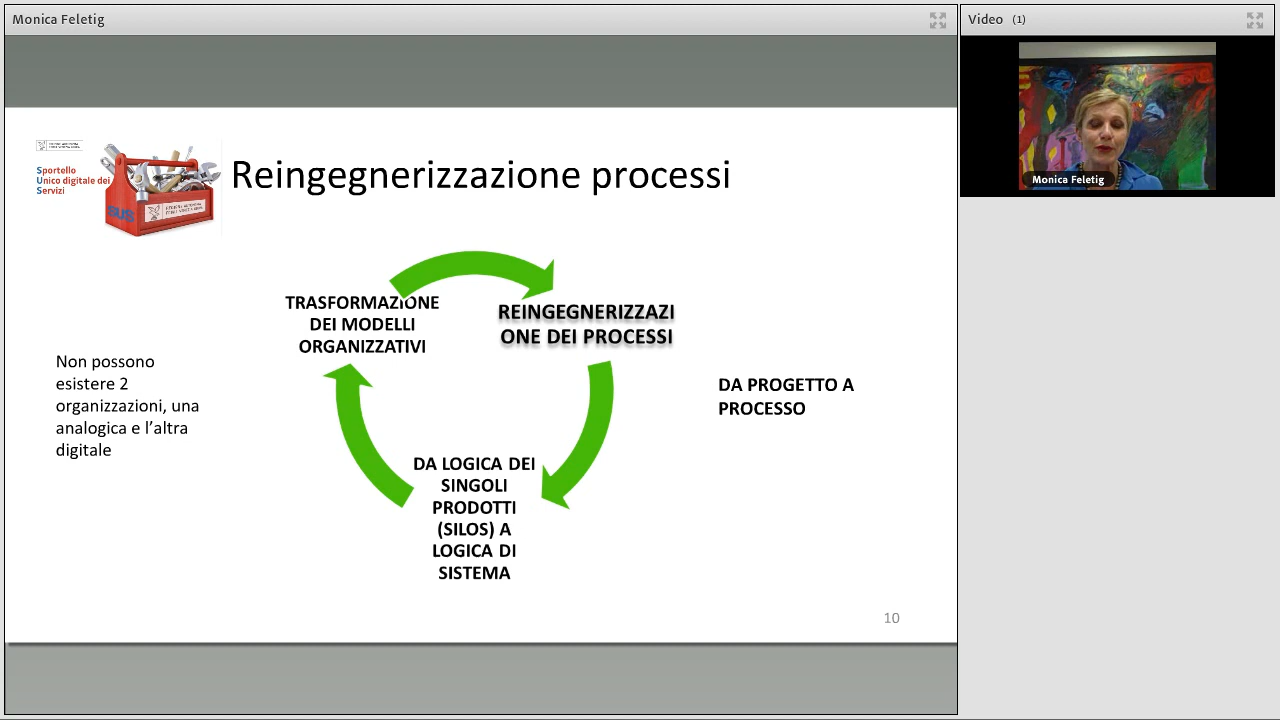 Monica Feletig
Video (1)
Monica Feletig
Sportello
Unico digitale dei
Servizi
SUS
Reingegnerizzazione processi
TRASFORMAZIONE
DEI MODELLI
ORGANIZZATIVI
REINGEGNERIZZAZI
ONE DEI PROCESSI
Non possono
esistere 2
organizzazioni, una
analogica e l’altra
digitale
DA PROGETTO A
PROCESSO
DA LOGICA DEI
SINGOLI
PRODOTTI
(SILOS) A
LOGICA DI
SISTEMA
10